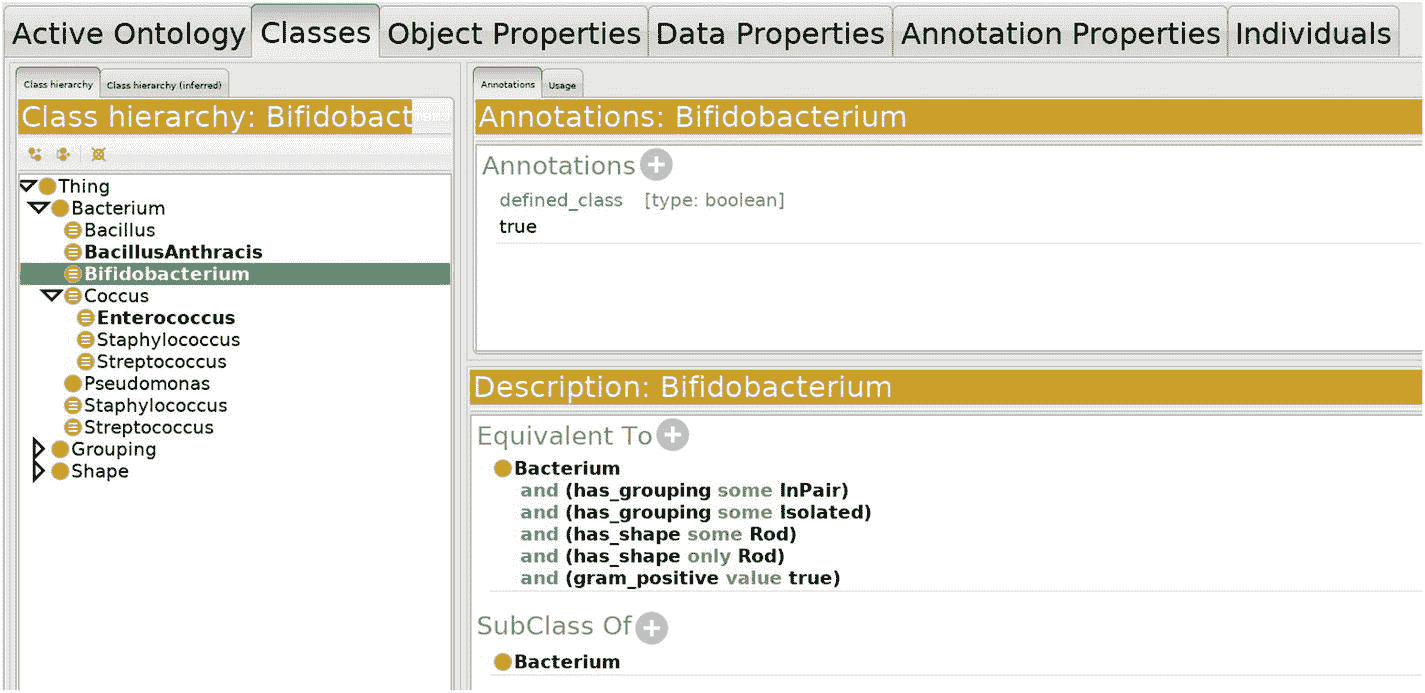 Active Ontology Classes Object Properties Data Properties Annotation Properties Individuals
Class hierarchy Class hierarchy (inferred)
Class hierarchy: Bifidobact
Thing
Bacterium
Bacillus
BacillusAnthracis
Bifidobacterium
Coccus
Enterococcus
Staphylococcus
Streptococcus
Pseudomonas
Staphylococcus
Streptococcus
Grouping
Shape
Annotations Usage
Annotations: Bifidobacterium
Annotations
defined_class [type: boolean]
true
Description: Bifidobacterium
Equivalent To
Bacterium
and (has_grouping some InPair)
and (has_grouping some Isolated)
and (has_shape some Rod)
and (has_shape only Rod)
and (gram_positive value true)
SubClass Of
Bacterium